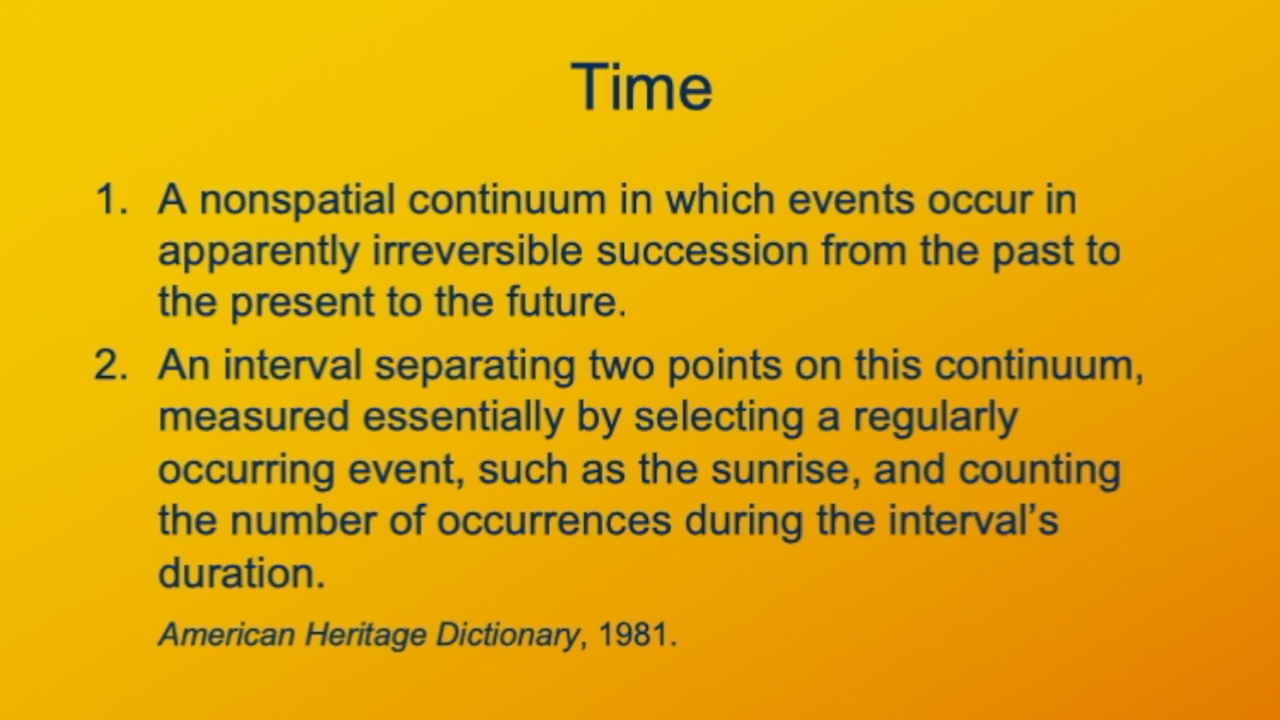 Time
1. A nonspatial continuum in which events occur in
apparently irreversible succession from the past to
the present to the future.
2. An interval separating two points on this continuum,
measured essentially by selecting a regularly
occurring event, such as the sunrise, and counting
the number of occurrences during the interval’s
duration.
American Heritage Dictionary, 1981.